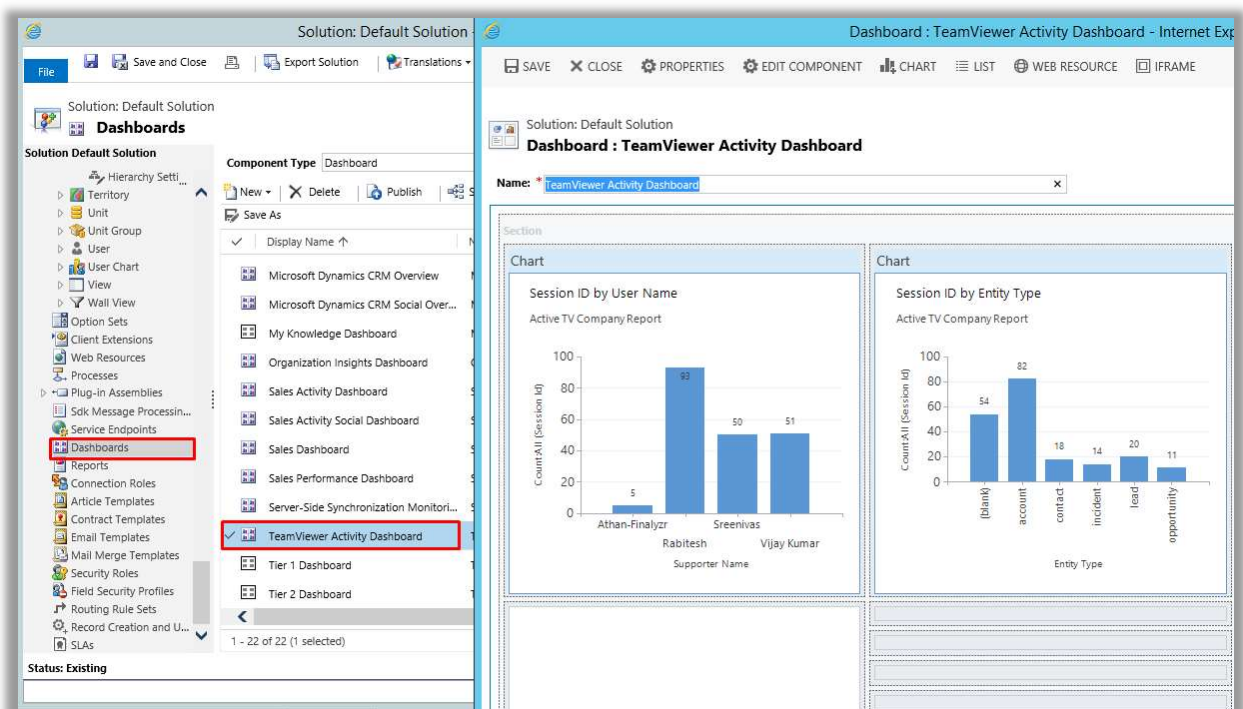 Solution: Default Solution -
File
Save and Close
Export Solution
Translations
Solution: Default Solution
Dashboards
Solution Default Solution
Hierarchy Setti...
Territory
Unit
Unit Group
User
User Chart
View
Wall View
Option Sets
Client Extensions
Web Resources
Processes
Plug-in Assemblies
Sdk Message Processin...
Service Endpoints
Dashboards
Reports
Connection Roles
Article Templates
Contract Templates
Email Templates
Mail Merge Templates
Security Roles
Field Security Profiles
Routing Rule Sets
Record Creation and U...
SLAs
Status: Existing
Component Type Dashboard
New
Delete
Publish
Save As
Display Name
Microsoft Dynamics CRM Overview
Microsoft Dynamics CRM Social Over...
My Knowledge Dashboard
Organization Insights Dashboard
Sales Activity Dashboard
Sales Activity Social Dashboard
Sales Dashboard
Sales Performance Dashboard
Server-Side Synchronization Monitori...
TeamViewer Activity Dashboard
Tier 1 Dashboard
Tier 2 Dashboard
1 - 22 of 22 (1 selected)
Dashboard : TeamViewer Activity Dashboard - Internet Exp
SAVE CLOSE PROPERTIES EDIT COMPONENT CHART LIST WEB RESOURCE IFRAME
Solution: Default Solution
Dashboard : TeamViewer Activity Dashboard
Name: * TeamViewer Activity Dashboard
Section
Chart
Session ID by User Name
Active TV Company Report
Count:All (Session Id)
100
80
60
40
20
0
5
93
50
51
Athan-Finalyzr
Rabitesh
Sreenivas
Vijay Kumar
Supporter Name
Chart
Session ID by Entity Type
Active TV Company Report
Count:All (Session Id)
100
80
60
40
20
0
54
82
18
14
20
11
(blank)
account
contact
incident
lead
opportunity
Entity Type